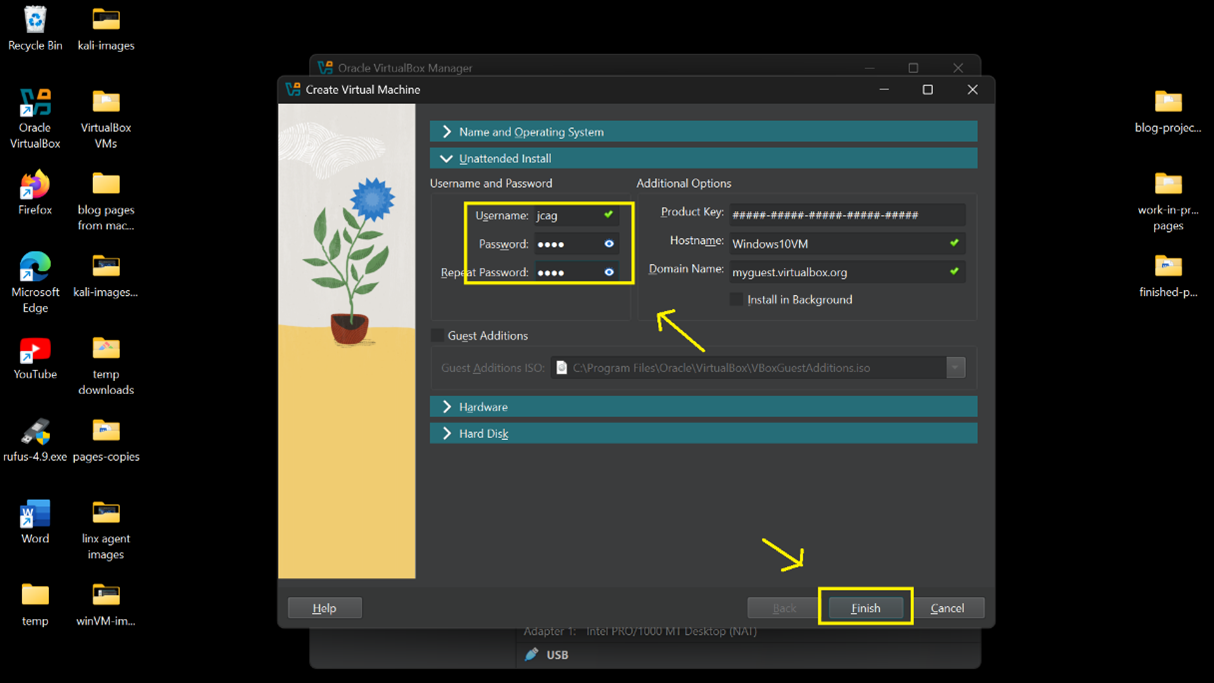 Recycle Bin
kali-images
Oracle
VirtualBox
VirtualBox
VMs
Firefox
blog pages
from mac...
Microsoft
Edge
kali-images...
YouTube
temp
downloads
rufus-4.9.exe
pages-copies
Word
linx agent
images
temp
winVM-im...
Oracle VirtualBox Manager
Create Virtual Machine
Name and Operating System
Unattended Install
Username and Password
Username: jcag
Password: ●●●●
Repeat Password: ●●●●
Additional Options
Product Key: #####-#####-#####-#####-#####
Hostname: Windows10VM
Domain Name: myguest.virtualbox.org
Install in Background
Guest Additions
Guest Additions ISO: C:\Program Files\Oracle\VirtualBox\VBoxGuestAdditions.iso
Hardware
Hard Disk
Help
Back
Finish
Cancel
Adapter 1: Intel PRO/1000 MT Desktop (NAT)
USB
blog-projec...
work-in-pr...
pages
finished-p...